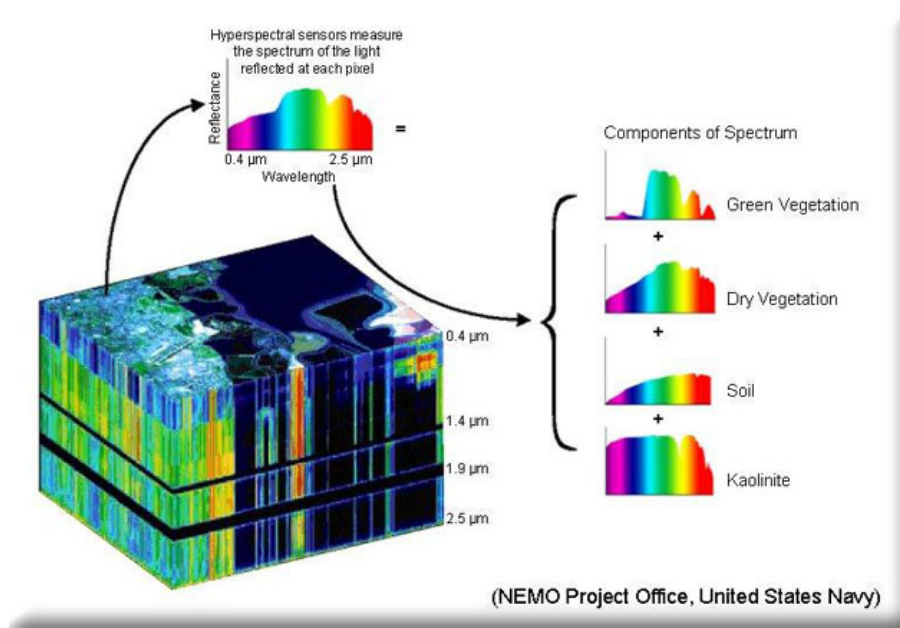 Hyperspectral sensors measure
the spectrum of the light
reflected at each pixel
Reflectance
=
0.4 µm
2.5 µm
Wavelength
Components of Spectrum
Green Vegetation
+
Dry Vegetation
+
Soil
+
Kaolinite
0.4 µm
1.4 µm
1.9 µm
2.5 µm
(NEMO Project Office, United States Navy)